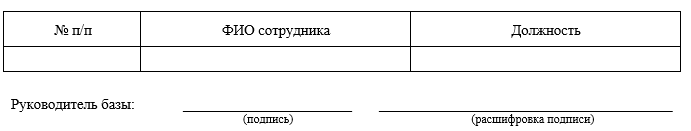 № п/п ФИО сотрудника Должность
Руководитель базы:
(подпись) (расшифровка подписи)